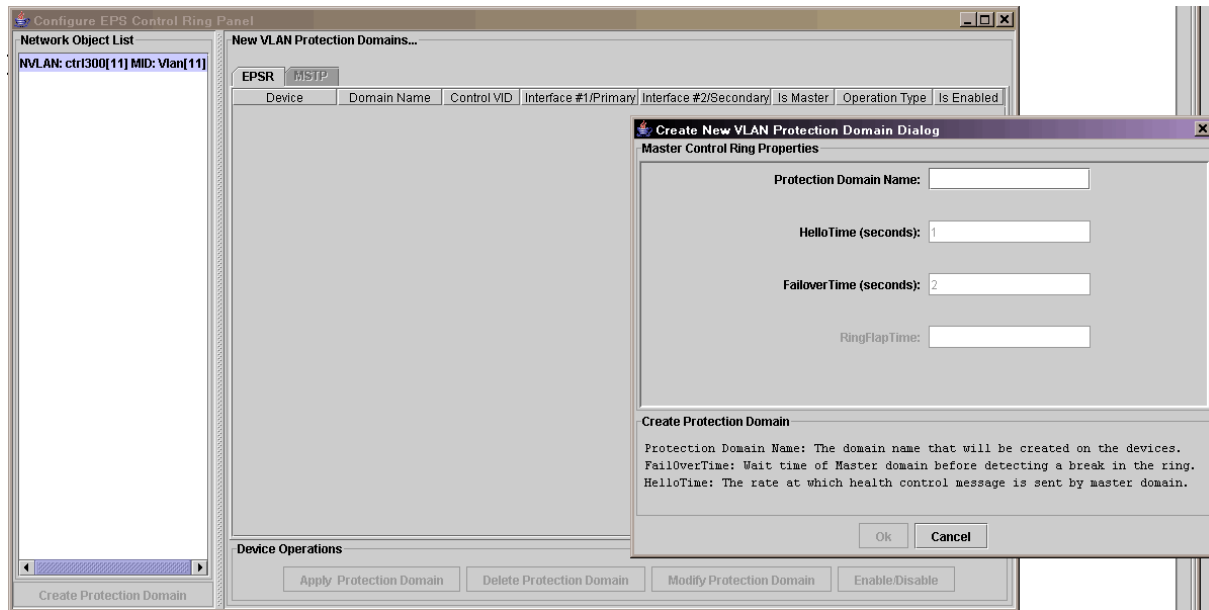 Configure EPS Control Ring Panel
Network Object List
NVLAN: ctrl300[11] MID: Vlan[11]
Create Protection Domain
New VLAN Protection Domains...
EPSR MSTP
Device Domain Name Control VID Interface #1/Primary Interface #2/Secondary Is Master Operation Type Is Enabled
Device Operations
Apply Protection Domain Delete Protection Domain Modify Protection Domain Enable/Disable
Create New VLAN Protection Domain Dialog
Master Control Ring Properties
Protection Domain Name:
HelloTime (seconds): 1
FailoverTime (seconds): 2
RingFlapTime:
Create Protection Domain
Protection Domain Name: The domain name that will be created on the devices.
FailOverTime: Wait time of Master domain before detecting a break in the ring.
HelloTime: The rate at which health control message is sent by master domain.
Ok Cancel